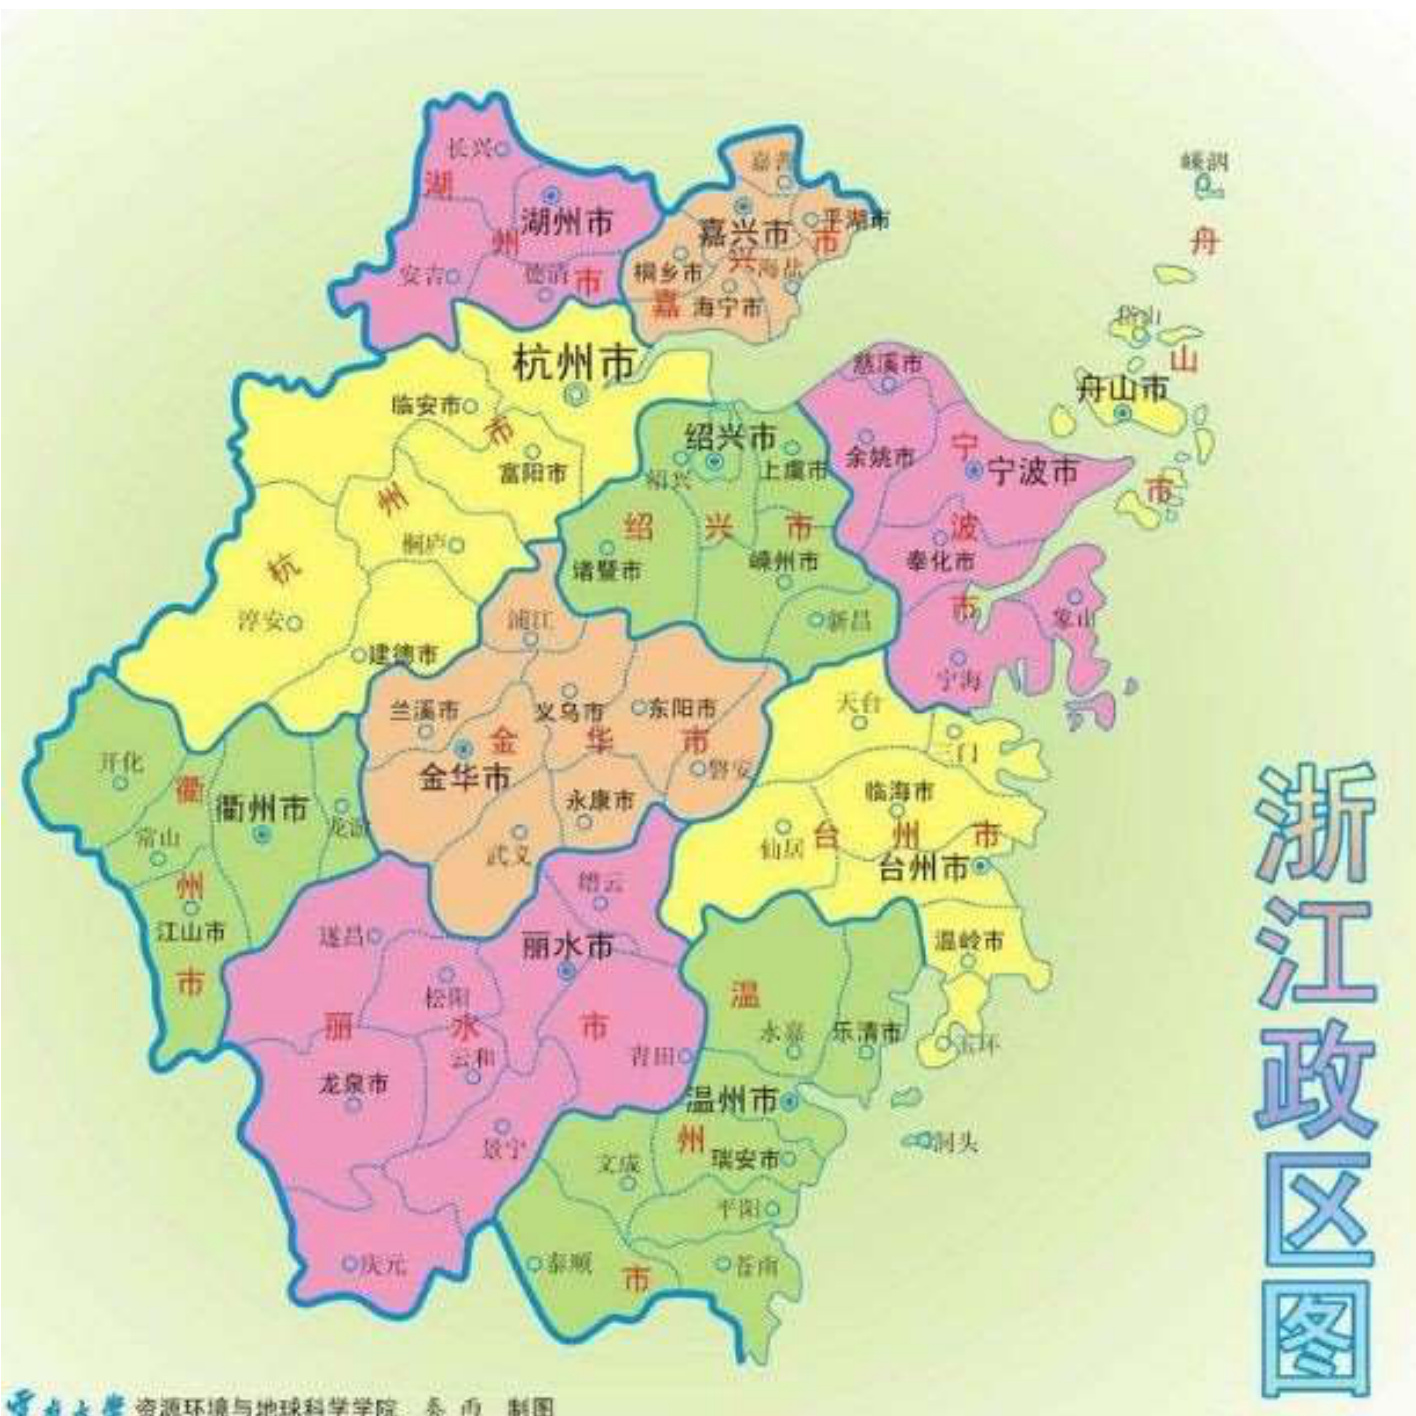 长兴
湖
湖州市
州
安吉
德清
市
嘉善
嘉兴市
平湖市
市
桐乡市
兴
海盐
嘉
海宁市
嵊泗
舟
岱山
山
舟山市
市
杭州市
临安市
市
富阳市
州
桐庐
杭
淳安
建德市
绍兴市
绍兴
上虞市
绍 兴 市
诸暨市
嵊州市
新昌
慈溪市
余姚市
宁
宁波市
波
奉化市
市
象山
宁海
浦江
兰溪市
义乌市
东阳市
金 华 市
金华市
磐安
永康市
武义
开化
衢
衢州市
龙游
常山
州
江山市
市
天台
三门
临海市
仙居
台 州 市
台州市
温岭市
玉环
缙云
遂昌
丽水市
松阳
丽 水 市
云和
青田
龙泉市
景宁
庆元
温
永嘉
乐清市
温州市
洞头
州
瑞安市
文成
平阳
泰顺
市
苍南
浙江政区图
资源环境与地球科学学院
制图